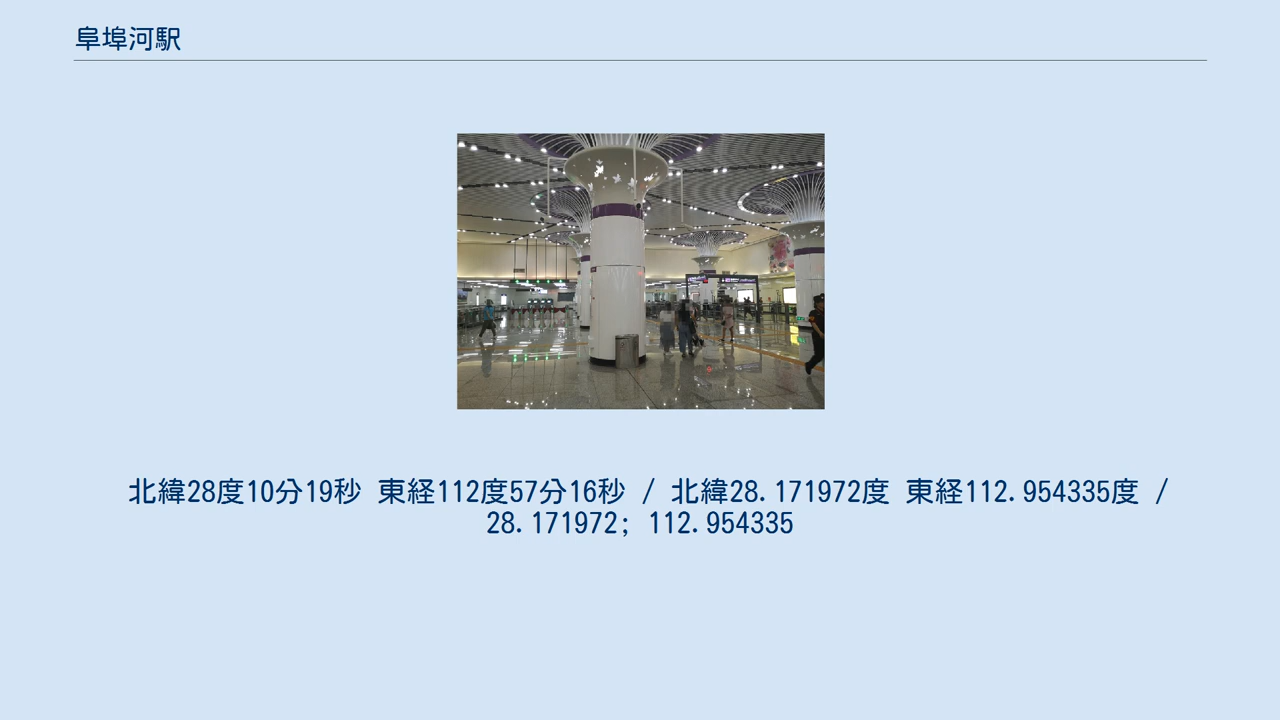 阜埠河駅
北緯28度10分19秒 東経112度57分16秒 / 北緯28.171972度 東経112.954335度 /
28.171972; 112.954335